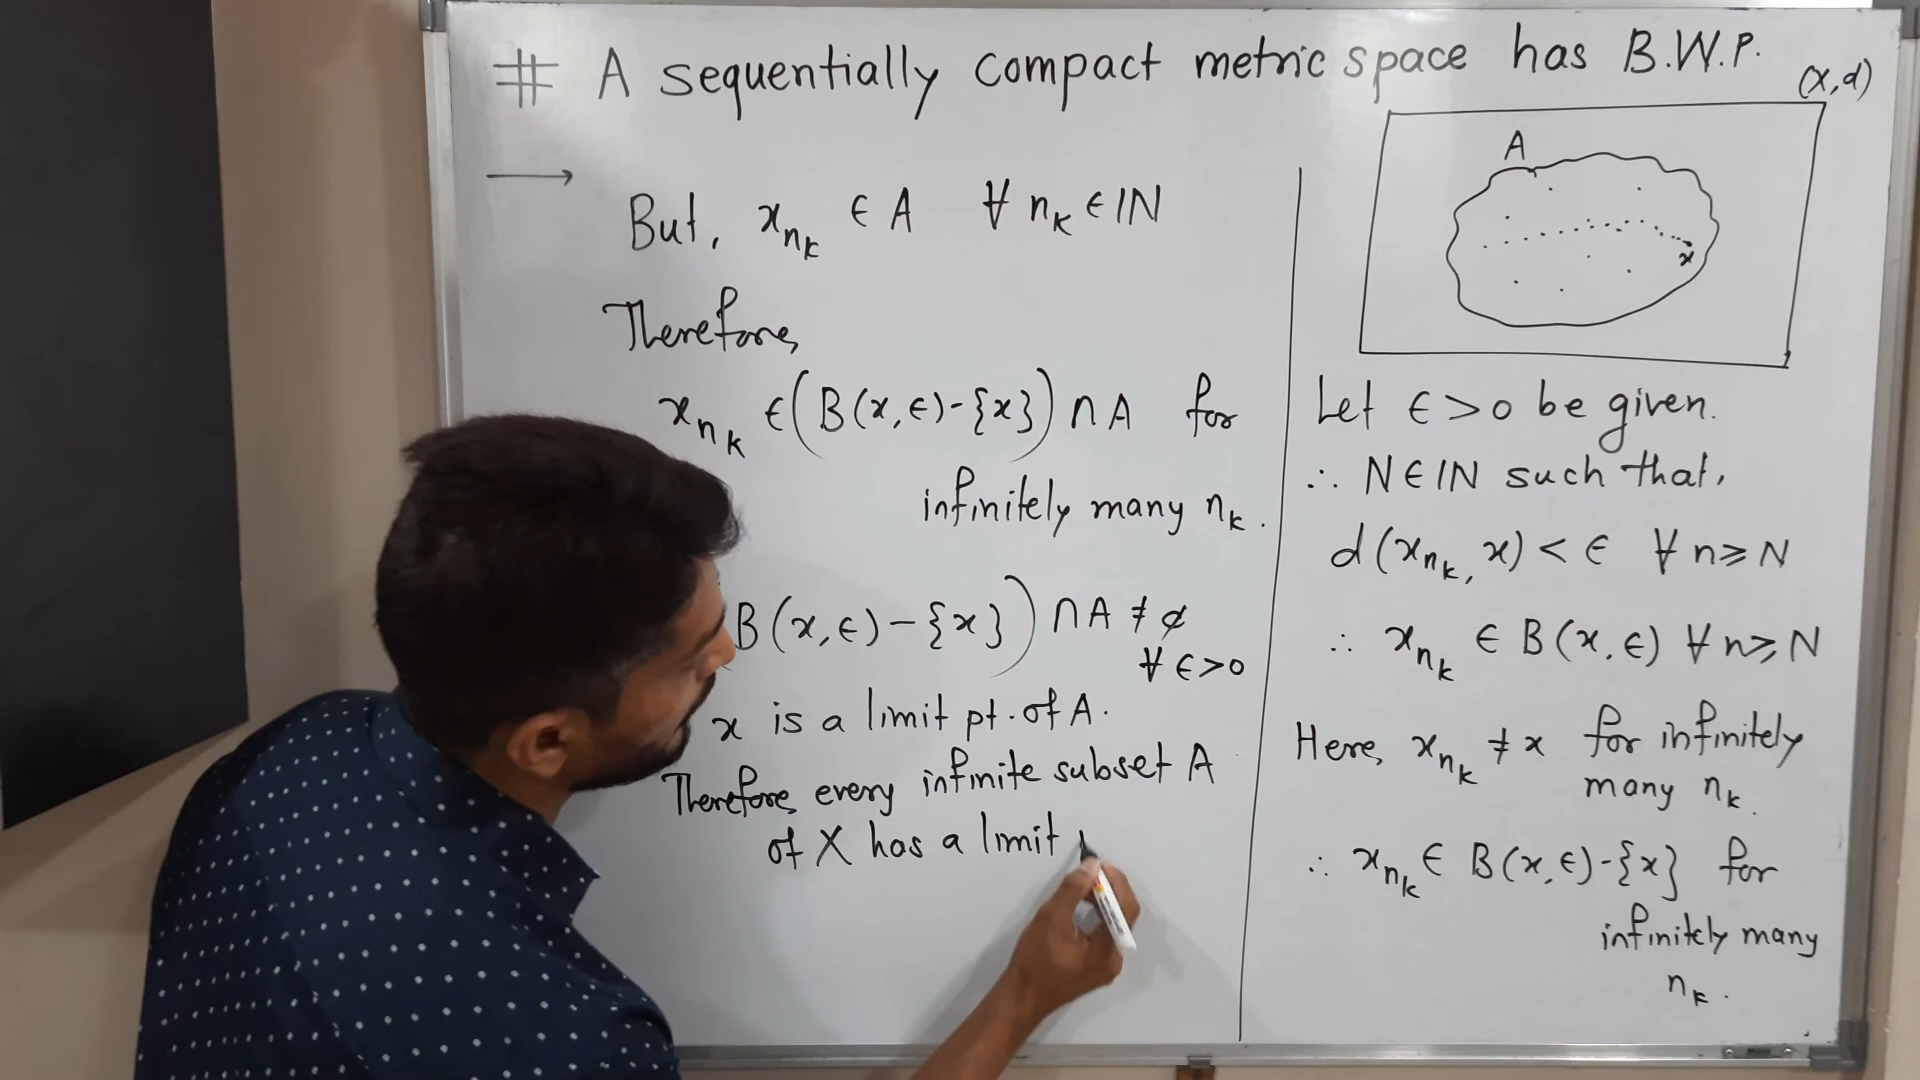 # A sequentially compact metric space has B.W.P.
(X,d)
A
x
→ But, x_{n_k} ∈ A ∀ n_k ∈ ℕ
Therefore,
x_{n_k} ∈ (B(x,ε)-{x}) ∩ A for
infinitely many n_k.
B(x,ε)-{x}) ∩ A ≠ φ
∀ ε>0
x is a limit pt. of A.
Therefore, every infinite subset A
of X has a limit
Let ε>0 be given.
∴ N∈ℕ such that,
d(x_{n_k}, x) < ε ∀ n≥N
∴ x_{n_k} ∈ B(x,ε) ∀ n≥N
Here, x_{n_k} ≠ x for infinitely
many n_k.
∴ x_{n_k} ∈ B(x,ε)-{x} for
infinitely many
n_k.